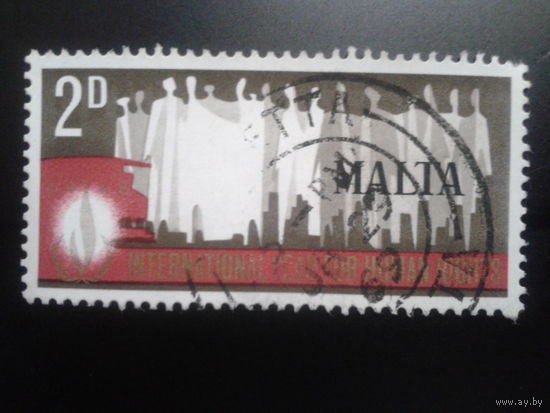 2D
MALTA
INTERNATIONAL YEAR FOR HUMAN RIGHTS
www.ay.by